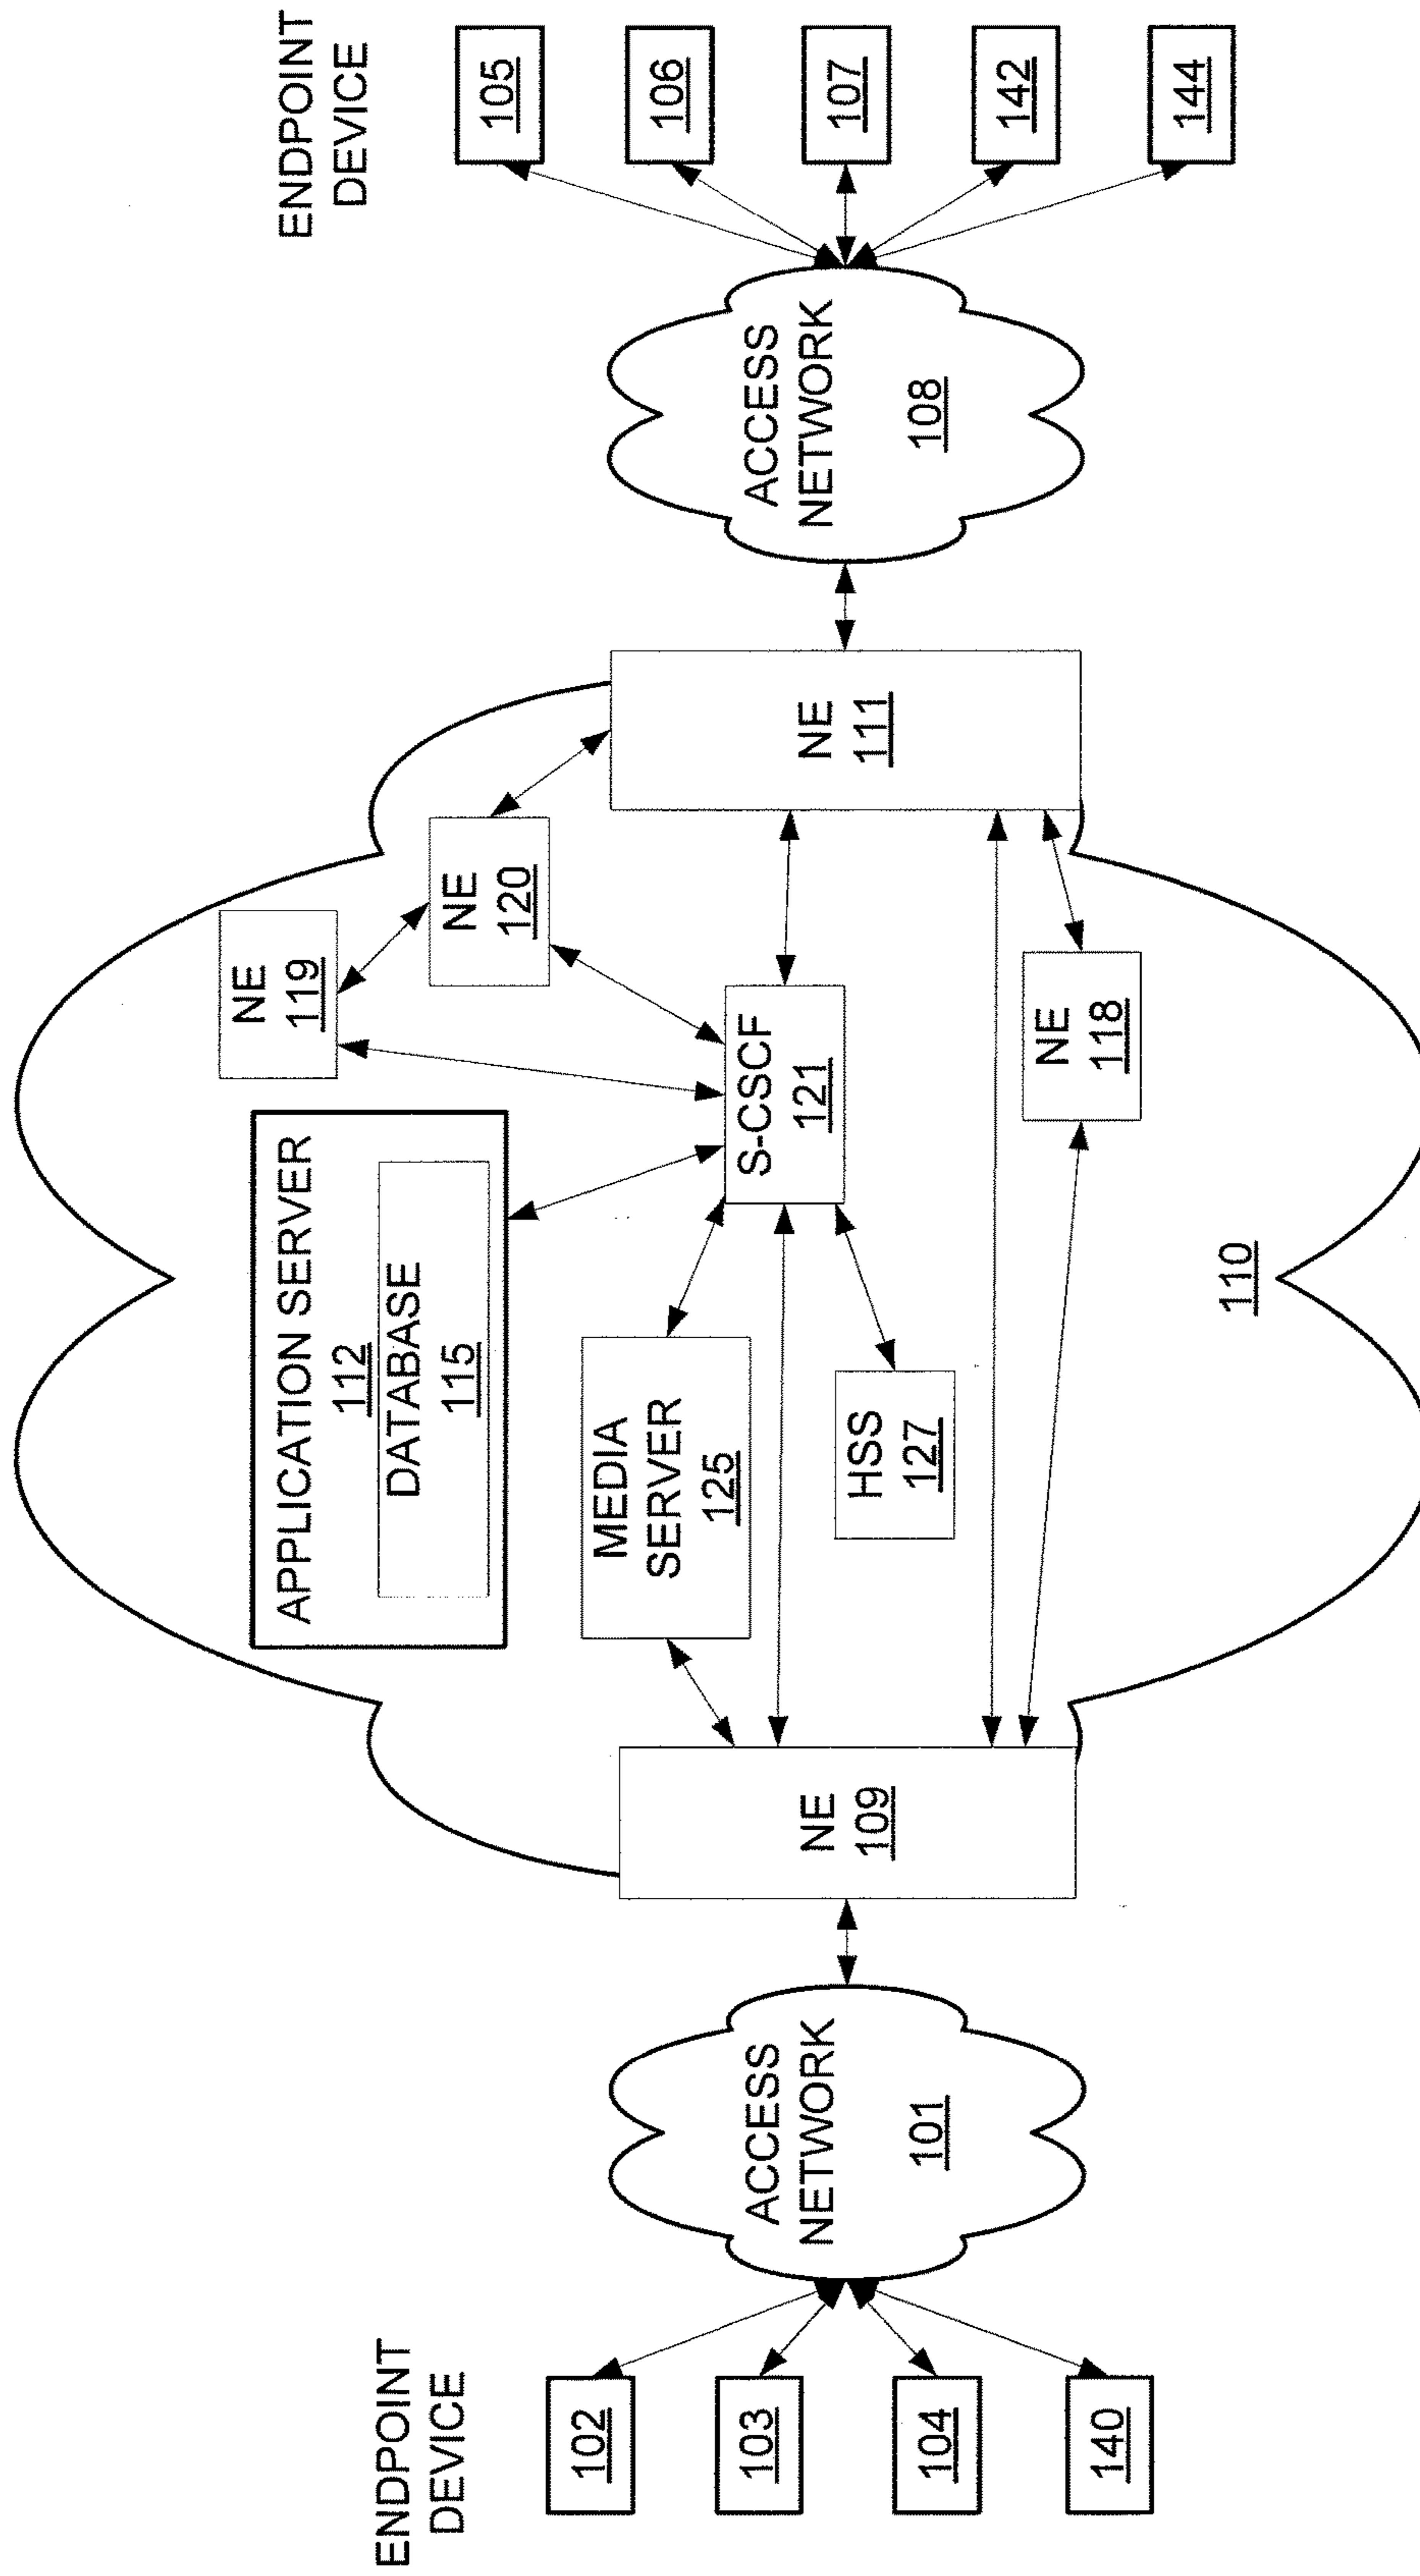 ENDPOINT
DEVICE
102
103
104
140
ACCESS
NETWORK
101
NE
109
APPLICATION SERVER
112
DATABASE
115
MEDIA
SERVER
125
HSS
127
S-CSCF
121
NE
119
NE
120
NE
118
110
NE
111
ACCESS
NETWORK
108
ENDPOINT
DEVICE
105
106
107
142
144